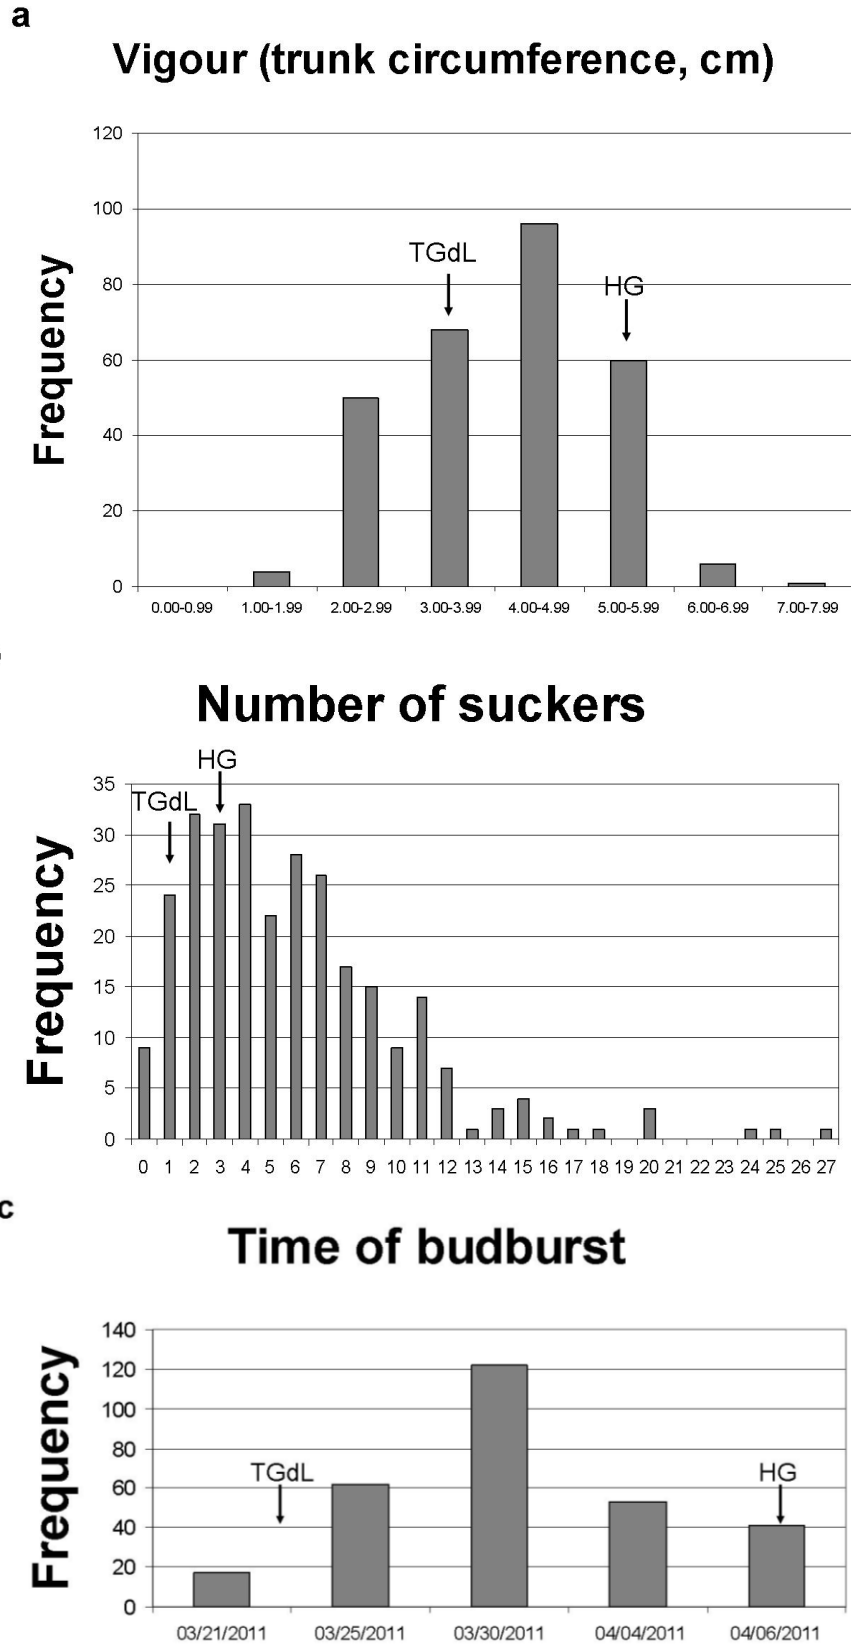 a
Vigour (trunk circumference, cm)
120
100
80
60
40
20
0
Frequency
TGdL
HG
0.00-0.99 1.00-1.99 2.00-2.99 3.00-3.99 4.00-4.99 5.00-5.99 6.00-6.99 7.00-7.99
Number of suckers
HG
TGdL
35
30
25
20
15
10
5
0
Frequency
0 1 2 3 4 5 6 7 8 9 10 11 12 13 14 15 16 17 18 19 20 21 22 23 24 25 26 27
c
Time of budburst
140
120
100
80
60
40
20
0
Frequency
TGdL
HG
03/21/2011 03/25/2011 03/30/2011 04/04/2011 04/06/2011